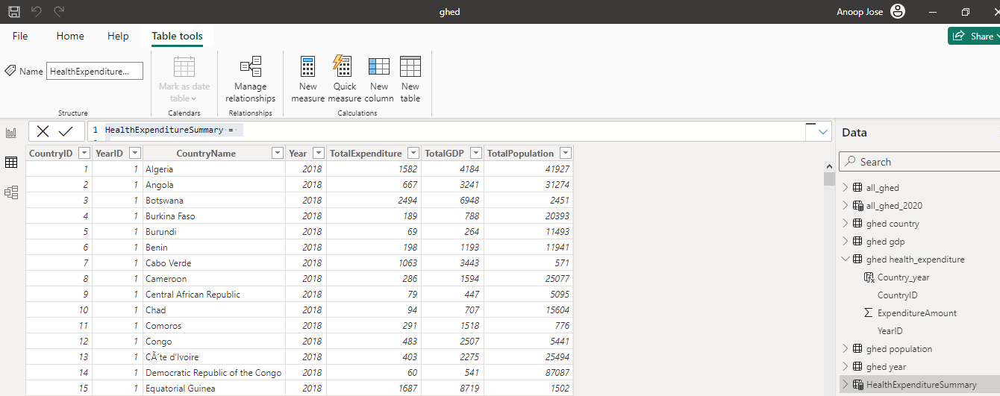 ghed
Anoop Jose
File Home Help Table tools
Share
Name HealthExpenditure...
Mark as date table
Manage relationships
New measure
Quick measure
New column
New table
Structure
Calendars
Relationships
Calculations
1 HealthExpenditureSummary =
CountryID YearID CountryName Year TotalExpenditure TotalGDP TotalPopulation
1 1 Algeria 2018 1582 4184 41927
2 1 Angola 2018 667 3241 31274
3 1 Botswana 2018 2494 6948 2451
4 1 Burkina Faso 2018 189 788 20393
5 1 Burundi 2018 69 264 11493
6 1 Benin 2018 198 1193 11941
7 1 Cabo Verde 2018 1063 3443 571
8 1 Cameroon 2018 286 1594 25077
9 1 Central African Republic 2018 79 447 5095
10 1 Chad 2018 94 707 15604
11 1 Comoros 2018 291 1518 776
12 1 Congo 2018 483 2507 5441
13 1 CÃ´te d'Ivoire 2018 403 2275 25494
14 1 Democratic Republic of the Congo 2018 60 541 87087
15 1 Equatorial Guinea 2018 1687 8719 1502
Data
Search
all_ghed
all_ghed_2020
ghed country
ghed gdp
ghed health_expenditure
Country_year
CountryID
ExpenditureAmount
YearID
ghed population
ghed year
HealthExpenditureSummary